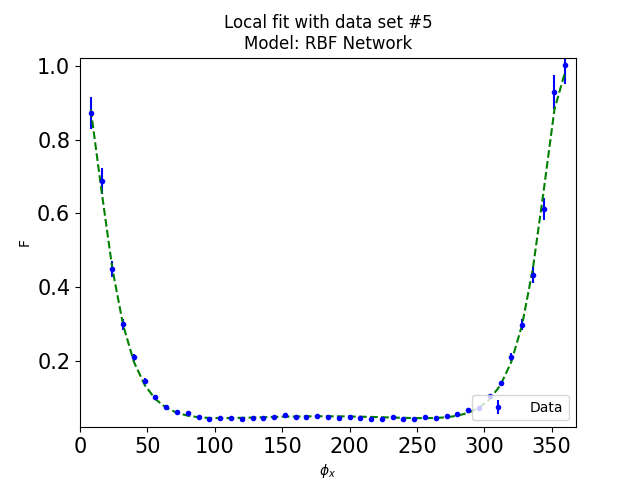 Local fit with data set #5
Model: RBF Network
F
1.0
0.8
0.6
0.4
0.2
0 50 100 150 200 250 300 350
ϕx
Data